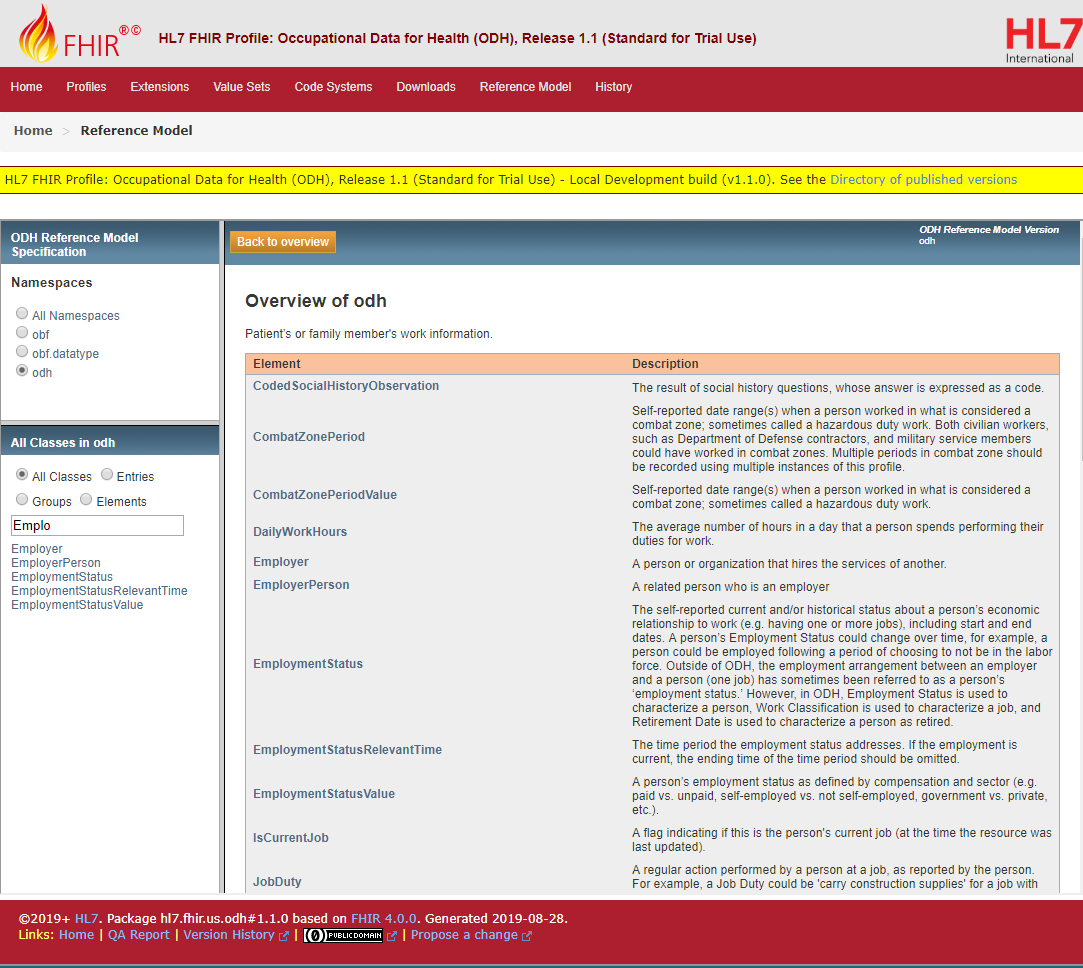 FHIR®©
HL7 FHIR Profile: Occupational Data for Health (ODH), Release 1.1 (Standard for Trial Use)
HL7
International
Home Profiles Extensions Value Sets Code Systems Downloads Reference Model History
Home > Reference Model
HL7 FHIR Profile: Occupational Data for Health (ODH), Release 1.1 (Standard for Trial Use) - Local Development build (v1.1.0). See the Directory of published versions
ODH Reference Model
Specification
Namespaces
All Namespaces
obf
obf.datatype
odh
All Classes in odh
All Classes Entries
Groups Elements
Emplo
Employer
EmployerPerson
EmploymentStatus
EmploymentStatusRelevantTime
EmploymentStatusValue
Back to overview
ODH Reference Model Version
odh
Overview of odh
Patient's or family member's work information.
Element Description
CodedSocialHistoryObservation The result of social history questions, whose answer is expressed as a code.
CombatZonePeriod
Self-reported date range(s) when a person worked in what is considered a
combat zone; sometimes called a hazardous duty work. Both civilian workers,
such as Department of Defense contractors, and military service members
could have worked in combat zones. Multiple periods in combat zone should
be recorded using multiple instances of this profile.
CombatZonePeriodValue
Self-reported date range(s) when a person worked in what is considered a
combat zone; sometimes called a hazardous duty work.
DailyWorkHours
The average number of hours in a day that a person spends performing their
duties for work.
Employer A person or organization that hires the services of another.
EmployerPerson A related person who is an employer
EmploymentStatus
The self-reported current and/or historical status about a person’s economic
relationship to work (e.g. having one or more jobs), including start and end
dates. A person’s Employment Status could change over time, for example, a
person could be employed following a period of choosing to not be in the labor
force. Outside of ODH, the employment arrangement between an employer
and a person (one job) has sometimes been referred to as a person’s
‘employment status.’ However, in ODH, Employment Status is used to
characterize a person, Work Classification is used to characterize a job, and
Retirement Date is used to characterize a person as retired.
EmploymentStatusRelevantTime
The time period the employment status addresses. If the employment is
current, the ending time of the time period should be omitted.
EmploymentStatusValue
A person’s employment status as defined by compensation and sector (e.g.
paid vs. unpaid, self-employed vs. not self-employed, government vs. private,
etc.).
IsCurrentJob
A flag indicating if this is the person's current job (at the time the resource was
last updated).
JobDuty
A regular action performed by a person at a job, as reported by the person.
For example, a Job Duty could be 'carry construction supplies' for a job with
©2019+ HL7. Package hl7.fhir.us.odh#1.1.0 based on FHIR 4.0.0. Generated 2019-08-28.
Links: Home | QA Report | Version History | PUBLIC DOMAIN | Propose a change